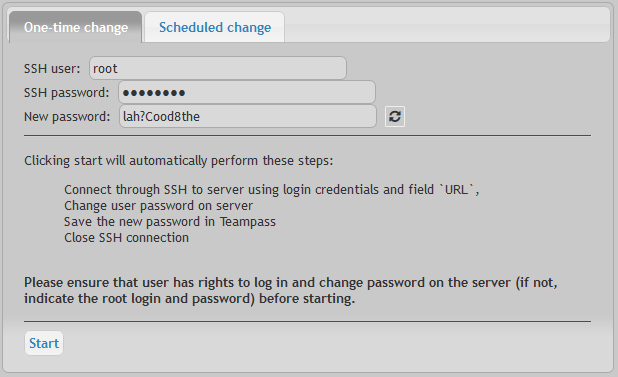 One-time change Scheduled change
SSH user: root
SSH password: ●●●●●●●●
New password: lah?Cood8the
Clicking start will automatically perform these steps:
Connect through SSH to server using login credentials and field `URL`,
Change user password on server
Save the new password in Teampass
Close SSH connection
Please ensure that user has rights to log in and change password on the server (if not,
indicate the root login and password) before starting.
Start